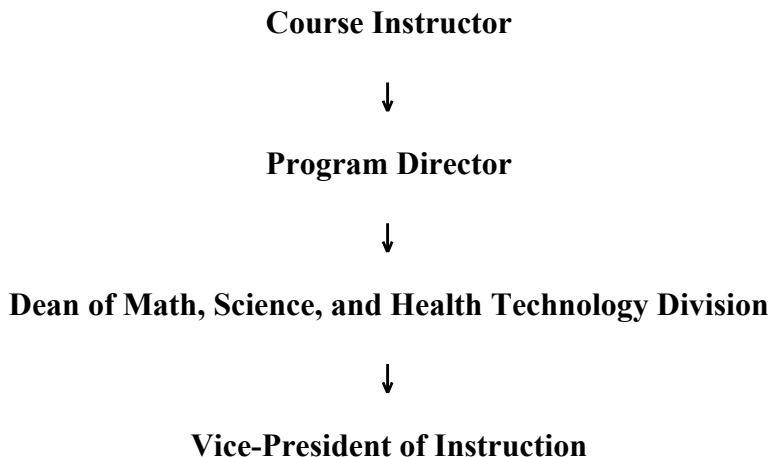 Course Instructor
Program Director
Dean of Math, Science, and Health Technology Division
Vice-President of Instruction